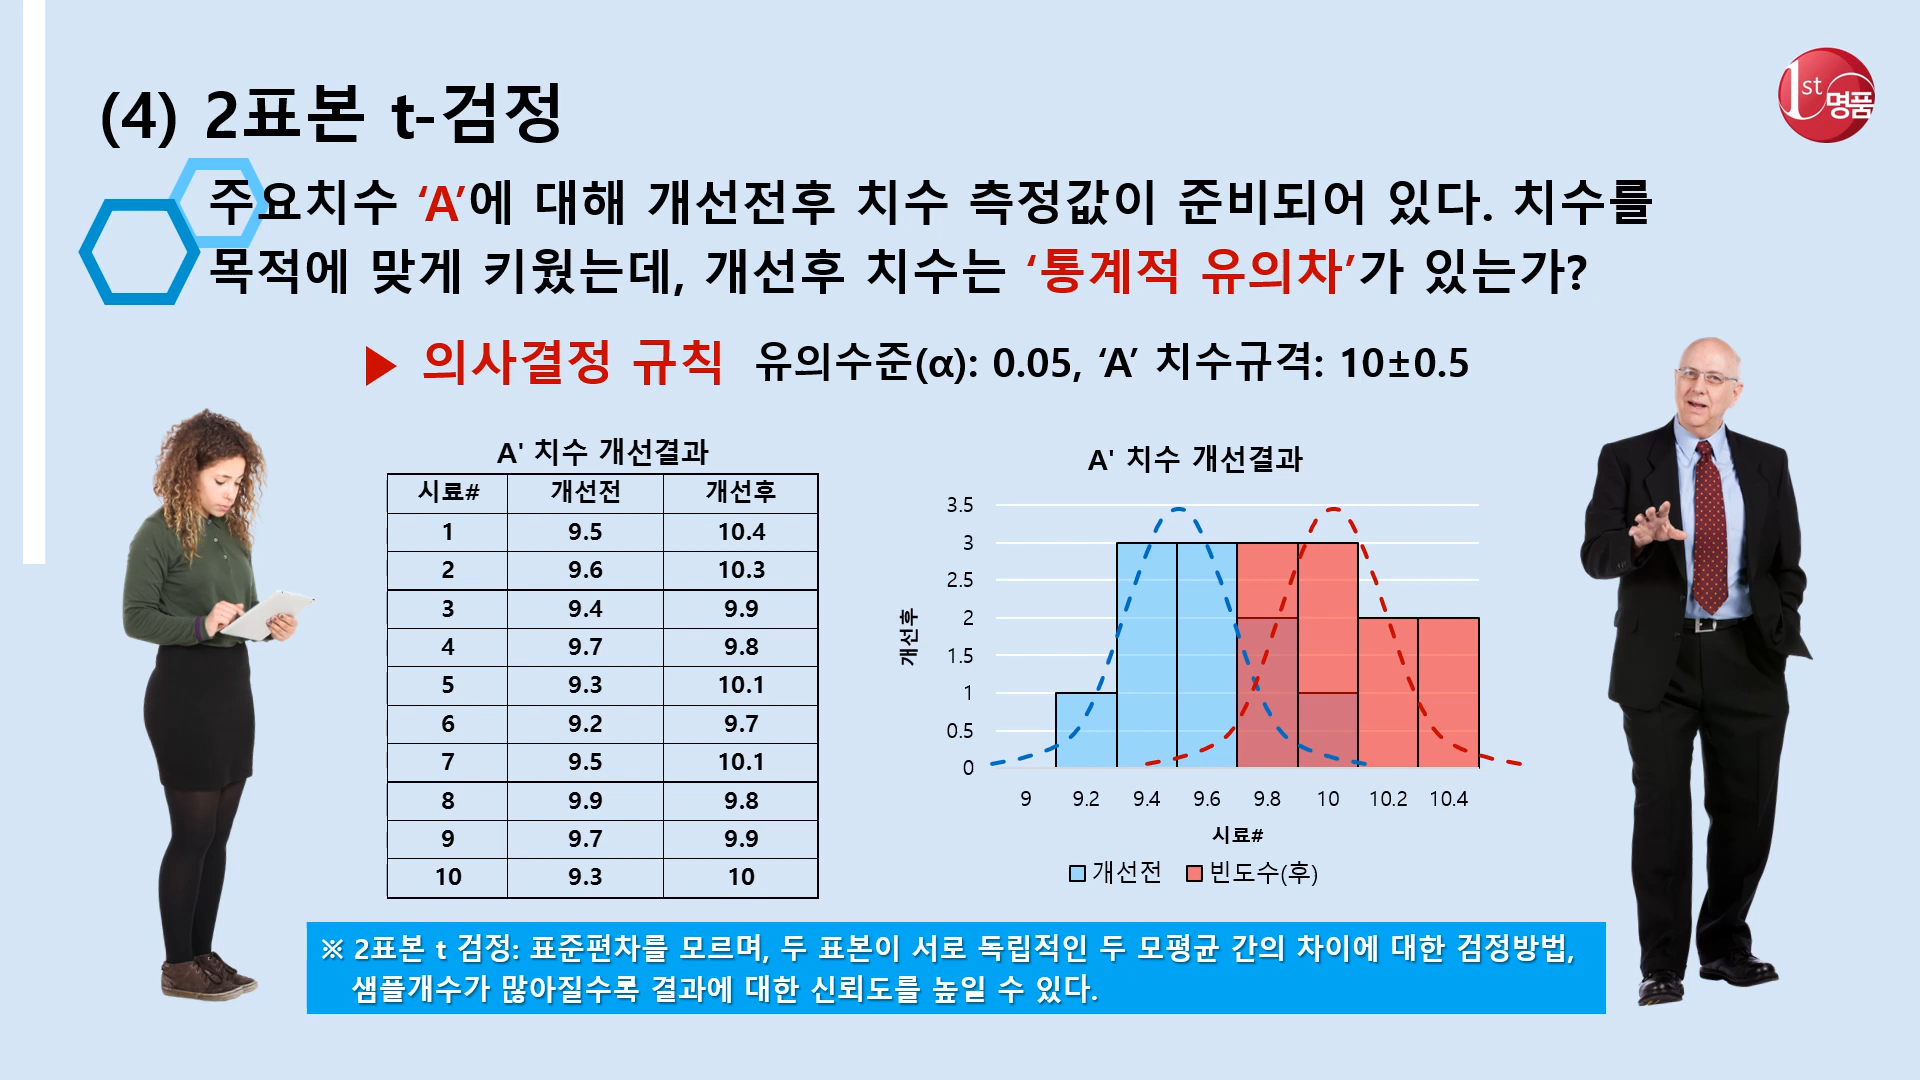 (4) 2표본 t-검정
1st 명품
주요치수 ‘A’에 대해 개선전후 치수 측정값이 준비되어 있다. 치수를
목적에 맞게 키웠는데, 개선후 치수는 ‘통계적 유의차’가 있는가?
▶ 의사결정 규칙 유의수준(α): 0.05, ‘A’ 치수규격: 10±0.5
A' 치수 개선결과
시료# 개선전 개선후
1 9.5 10.4
2 9.6 10.3
3 9.4 9.9
4 9.7 9.8
5 9.3 10.1
6 9.2 9.7
7 9.5 10.1
8 9.9 9.8
9 9.7 9.9
10 9.3 10
A' 치수 개선결과
개선후
3.5
3
2.5
2
1.5
1
0.5
0
9 9.2 9.4 9.6 9.8 10 10.2 10.4
시료#
개선전 빈도수(후)
※ 2표본 t 검정: 표준편차를 모르며, 두 표본이 서로 독립적인 두 모평균 간의 차이에 대한 검정방법,
샘플개수가 많아질수록 결과에 대한 신뢰도를 높일 수 있다.